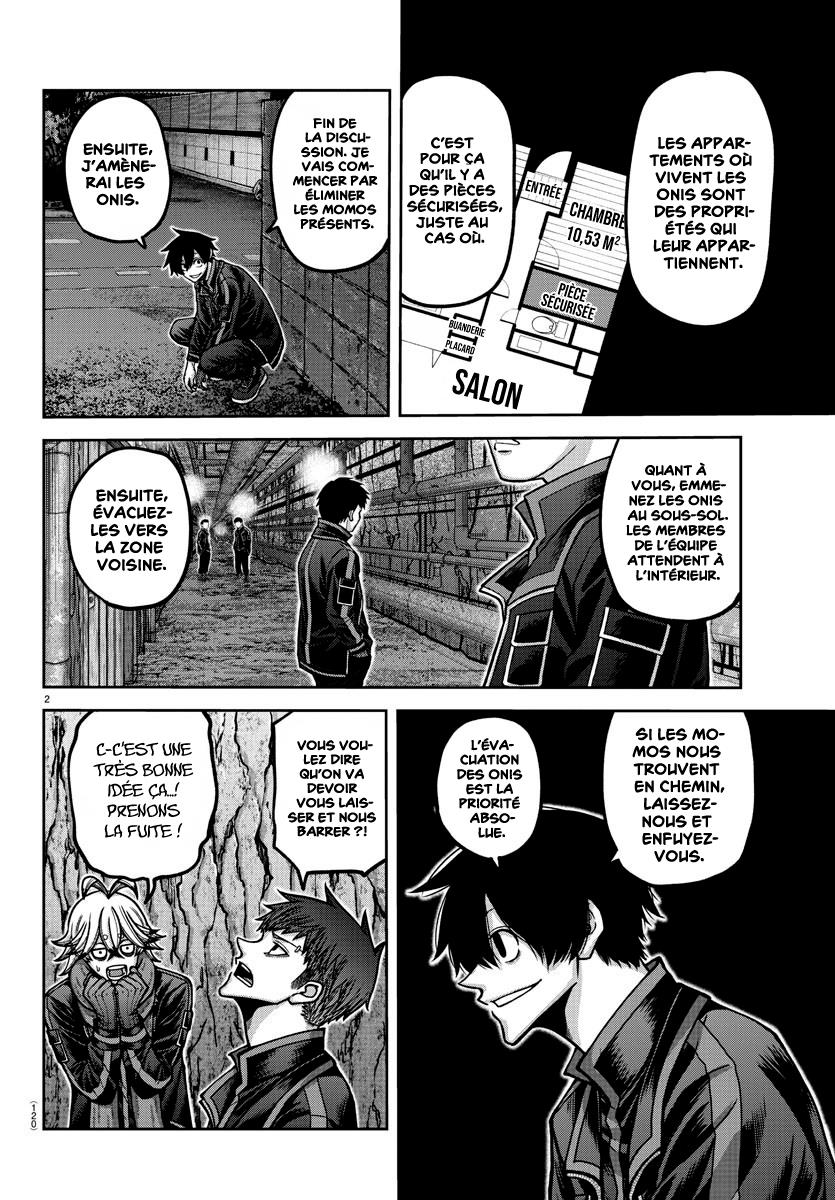 LES APPAR-
TEMENTS OÙ
VIVENT LES
ONIS SONT
DES PROPRI-
ÉTÉS QUI
LEUR APPAR-
TIENNENT.
C'EST
POUR ÇA
QU'IL Y A
DES PIÈCES
SÉCURISÉES,
JUSTE AU
CAS OÙ.
ENTRÉE
CHAMBRE
10,53 M²
PIÈCE
SÉCURISÉE
BUANDERIE
PLACARD
SALON
FIN DE
LA DISCU-
SSION. JE
VAIS COM-
MENCER PAR
ÉLIMINER
LES MOMOS
PRÉSENTS.
ENSUITE,
J'AMÈNE-
RAI LES
ONIS.
QUANT À
VOUS, EMME-
NEZ LES ONIS
AU SOUS-SOL.
LES MEMBRES
DE L'ÉQUIPE
ATTENDENT À
L'INTÉRIEUR.
ENSUITE,
ÉVACUEZ-
LES VERS
LA ZONE
VOISINE.
2
SI LES MO-
MOS NOUS
TROUVENT
EN CHEMIN,
LAISSEZ-
NOUS ET
ENFUYEZ-
VOUS.
L'ÉVA-
CUATION
DES ONIS
EST LA
PRIORITÉ
ABSO-
LUE.
VOUS VOU-
LEZ DIRE
QU'ON VA
DEVOIR
VOUS LAIS-
SER ET NOUS
BARRER ?!
C-C'EST UNE
TRÈS BONNE
IDÉE ÇA...!
PRENONS
LA FUITE !
(120)